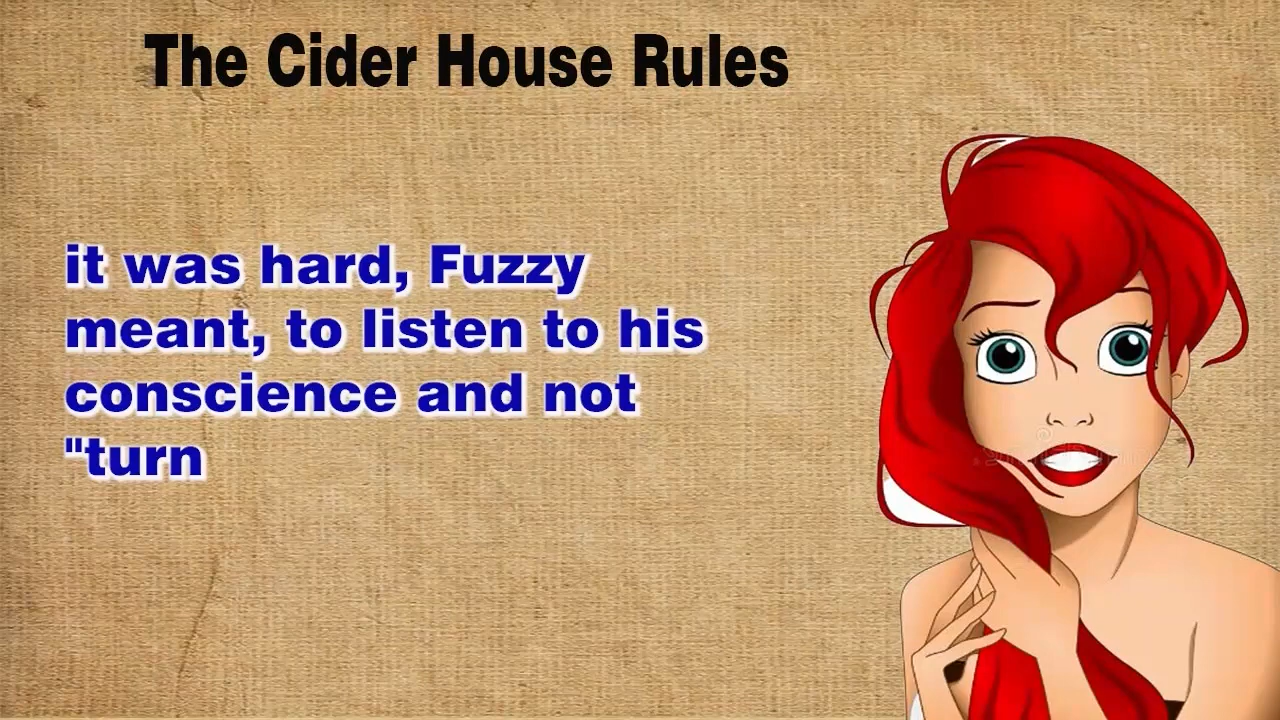 The Cider House Rules
it was hard, Fuzzy
meant, to listen to his
conscience and not
"turn